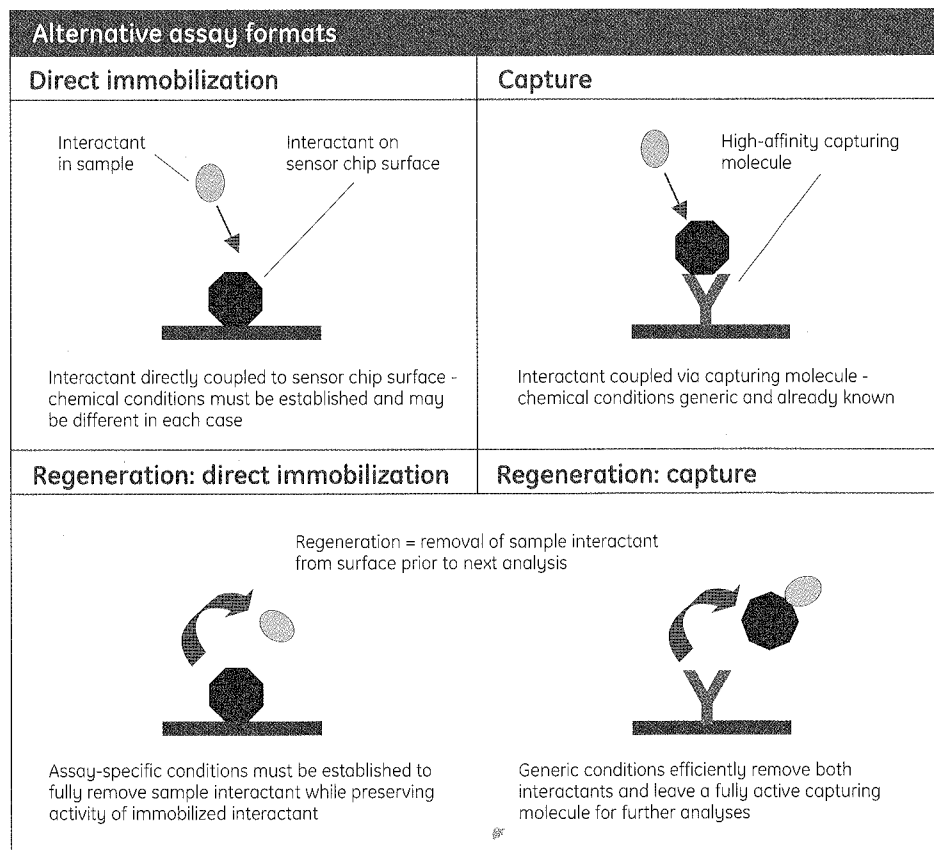 Alternative assay formats
Direct immobilization
Capture
Interactant
in sample
Interactant on
sensor chip surface
High-affinity capturing
molecule
Interactant directly coupled to sensor chip surface -
chemical conditions must be established and may
be different in each case
Interactant coupled via capturing molecule -
chemical conditions generic and already known
Regeneration: direct immobilization
Regeneration: capture
Regeneration = removal of sample interactant
from surface prior to next analysis
Assay-specific conditions must be established to
fully remove sample interactant while preserving
activity of immobilized interactant
Generic conditions efficiently remove both
interactants and leave a fully active capturing
molecule for further analyses